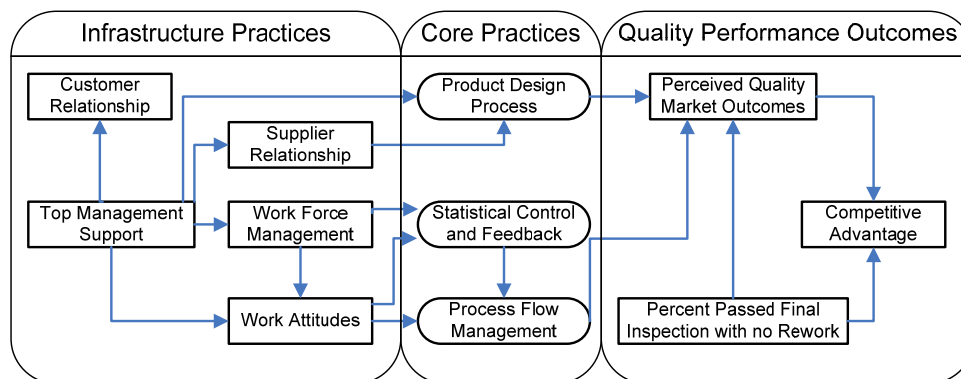 Infrastructure Practices
Core Practices
Quality Performance Outcomes
Customer
Relationship
Product Design
Process
Perceived Quality
Market Outcomes
Supplier
Relationship
Top Management
Support
Work Force
Management
Statistical Control
and Feedback
Competitive
Advantage
Work Attitudes
Process Flow
Management
Percent Passed Final
Inspection with no Rework